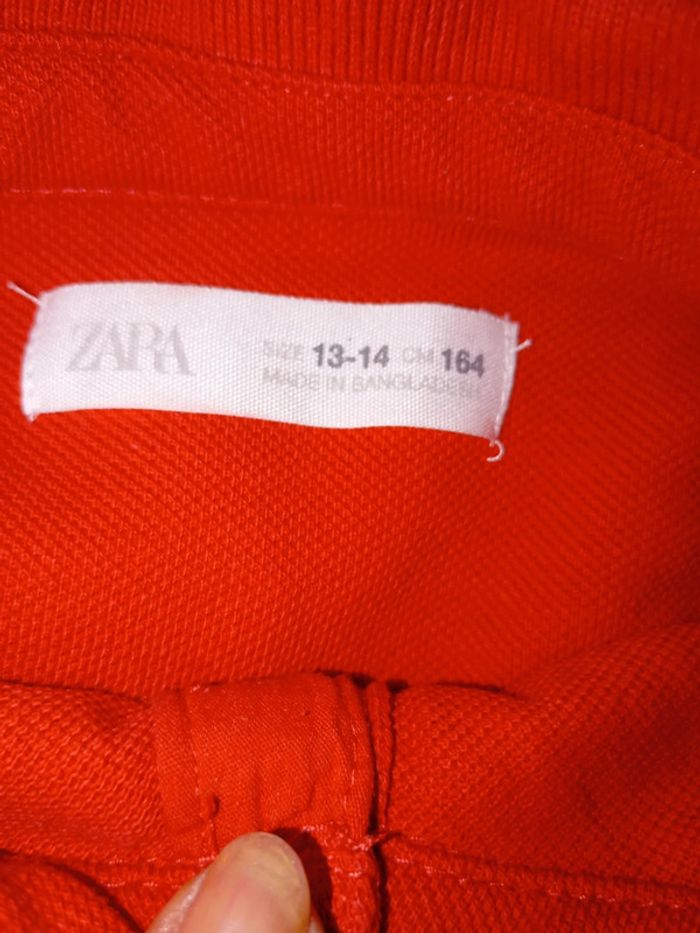 ZARA
SIZE 13-14 CM 164
MADE IN BANGLADESH